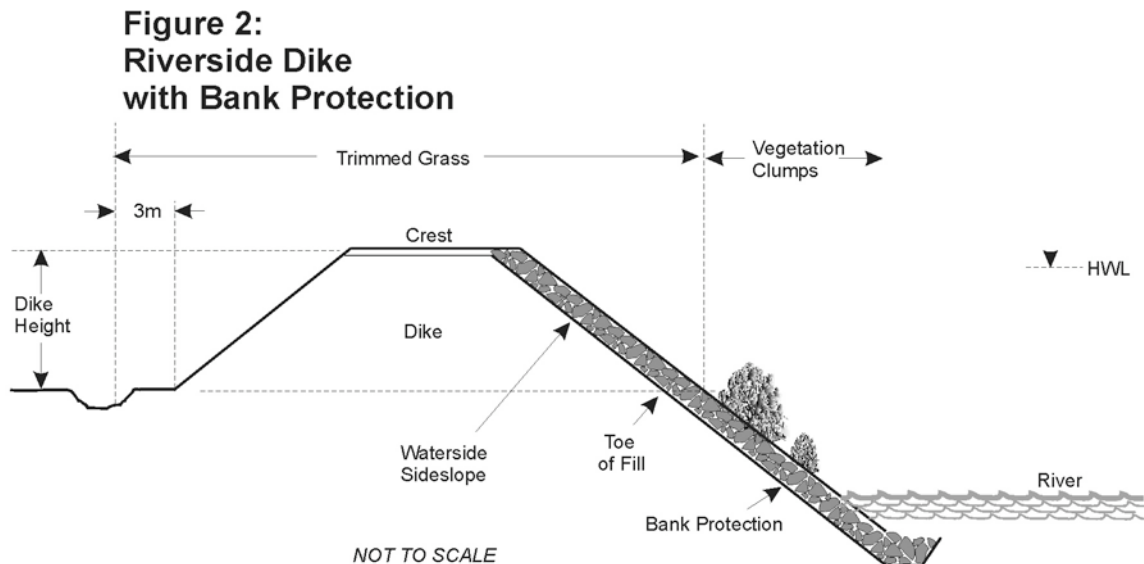 Figure 2:
Riverside Dike
with Bank Protection
Trimmed Grass
Vegetation
Clumps
3m
Crest
HWL
Dike
Height
Dike
Waterside
Sideslope
Toe
of Fill
River
Bank Protection
NOT TO SCALE